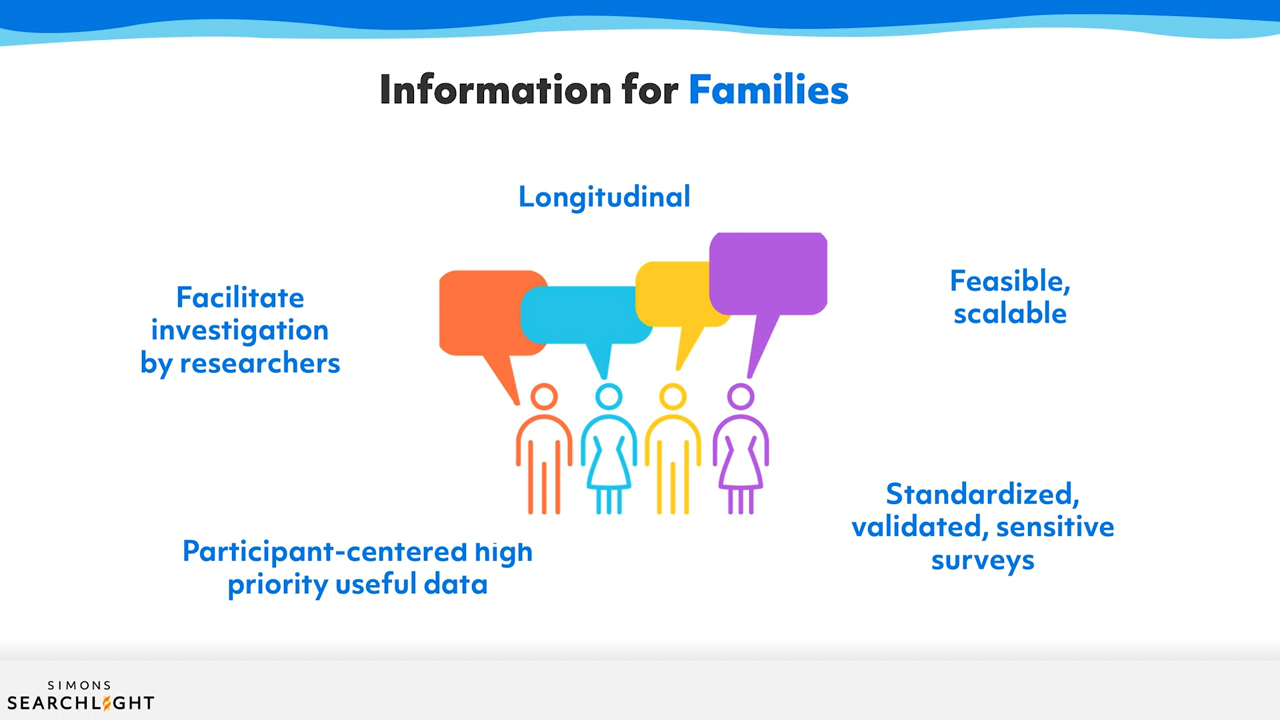 Information for Families
Longitudinal
Facilitate
investigation
by researchers
Feasible,
scalable
Standardized,
validated, sensitive
surveys
Participant-centered high
priority useful data
SIMONS
SEARCHLIGHT